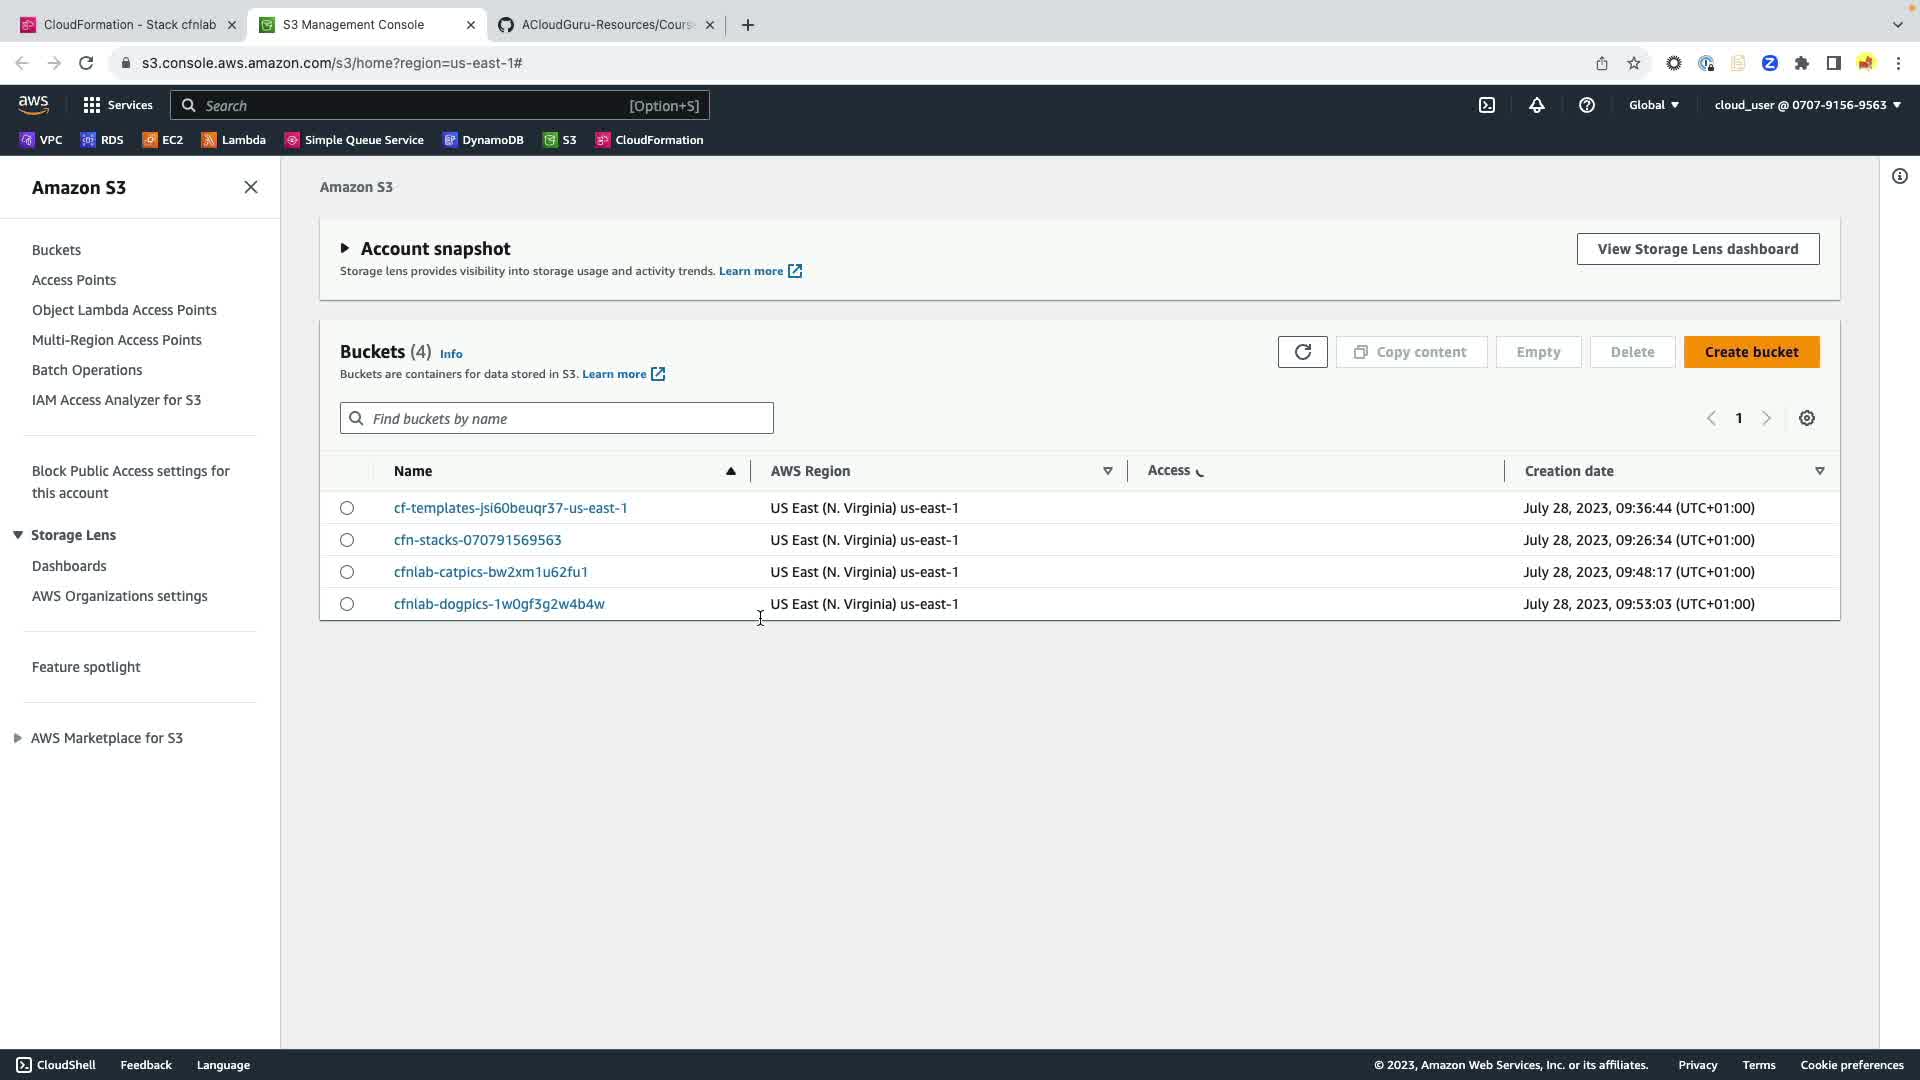 CloudFormation - Stack cfnlab
S3 Management Console
ACloudGuru-Resources/Cours
s3.console.aws.amazon.com/s3/home?region=us-east-1#
aws
Services
Search
[Option+S]
Global
cloud_user @ 0707-9156-9563
VPC
RDS
EC2
Lambda
Simple Queue Service
DynamoDB
S3
CloudFormation
Amazon S3
Buckets
Access Points
Object Lambda Access Points
Multi-Region Access Points
Batch Operations
IAM Access Analyzer for S3
Block Public Access settings for
this account
Storage Lens
Dashboards
AWS Organizations settings
Feature spotlight
AWS Marketplace for S3
Amazon S3
Account snapshot
Storage lens provides visibility into storage usage and activity trends. Learn more
View Storage Lens dashboard
Buckets (4) Info
Buckets are containers for data stored in S3. Learn more
Copy content
Empty
Delete
Create bucket
Find buckets by name
1
Name AWS Region Access Creation date
cf-templates-jsi60beuqr37-us-east-1 US East (N. Virginia) us-east-1 July 28, 2023, 09:36:44 (UTC+01:00)
cfn-stacks-070791569563 US East (N. Virginia) us-east-1 July 28, 2023, 09:26:34 (UTC+01:00)
cfnlab-catpics-bw2xm1u62fu1 US East (N. Virginia) us-east-1 July 28, 2023, 09:48:17 (UTC+01:00)
cfnlab-dogpics-1w0gf3g2w4b4w US East (N. Virginia) us-east-1 July 28, 2023, 09:53:03 (UTC+01:00)
CloudShell
Feedback
Language
© 2023, Amazon Web Services, Inc. or its affiliates.
Privacy
Terms
Cookie preferences